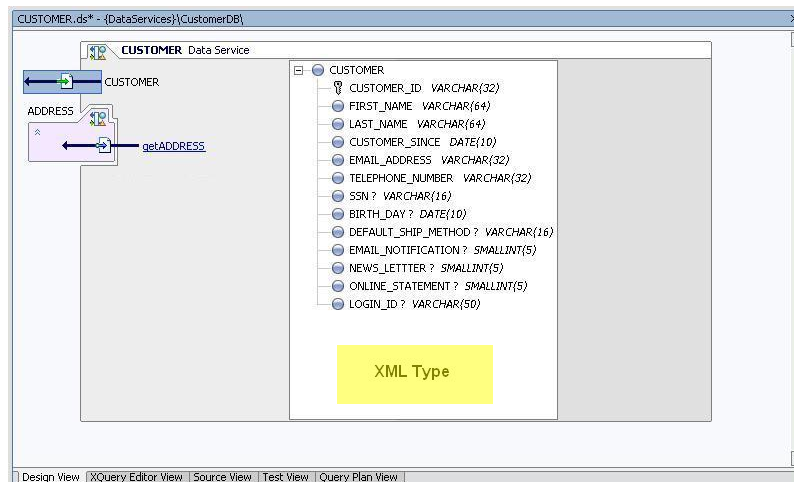 CUSTOMER.ds* - {DataServices}\CustomerDB\
CUSTOMER Data Service
CUSTOMER
ADDRESS
getADDRESS
CUSTOMER
CUSTOMER_ID VARCHAR(32)
FIRST_NAME VARCHAR(64)
LAST_NAME VARCHAR(64)
CUSTOMER_SINCE DATE(10)
EMAIL_ADDRESS VARCHAR(32)
TELEPHONE_NUMBER VARCHAR(32)
SSN ? VARCHAR(16)
BIRTH_DAY ? DATE(10)
DEFAULT_SHIP_METHOD ? VARCHAR(16)
EMAIL_NOTIFICATION ? SMALLINT(5)
NEWS_LETTTER ? SMALLINT(5)
ONLINE_STATEMENT ? SMALLINT(5)
LOGIN_ID ? VARCHAR(50)
XML Type
Design View XQuery Editor View Source View Test View Query Plan View